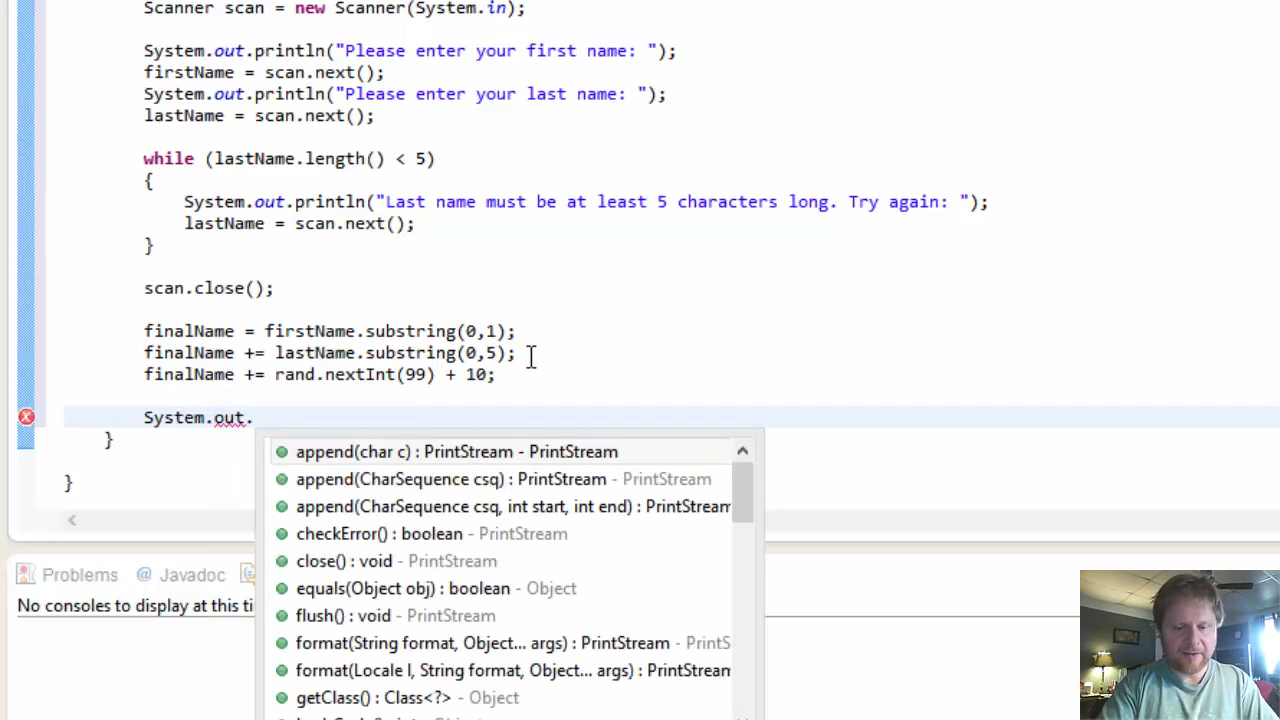 Scanner scan = new Scanner(System.in);
System.out.println("Please enter your first name: ");
firstName = scan.next();
System.out.println("Please enter your last name: ");
lastName = scan.next();
while (lastName.length() < 5)
{
System.out.println("Last name must be at least 5 characters long. Try again: ");
lastName = scan.next();
}
scan.close();
finalName = firstName.substring(0,1);
finalName += lastName.substring(0,5);
finalName += rand.nextInt(99) + 10;
System.out.
}
}
append(char c) : PrintStream - PrintStream
append(CharSequence csq) : PrintStream - PrintStream
append(CharSequence csq, int start, int end) : PrintStream
checkError() : boolean - PrintStream
close() : void - PrintStream
equals(Object obj) : boolean - Object
flush() : void - PrintStream
format(String format, Object... args) : PrintStream - PrintS
format(Locale l, String format, Object... args) : PrintStream
getClass() : Class<?> - Object
Problems @ Javadoc
No consoles to display at this ti